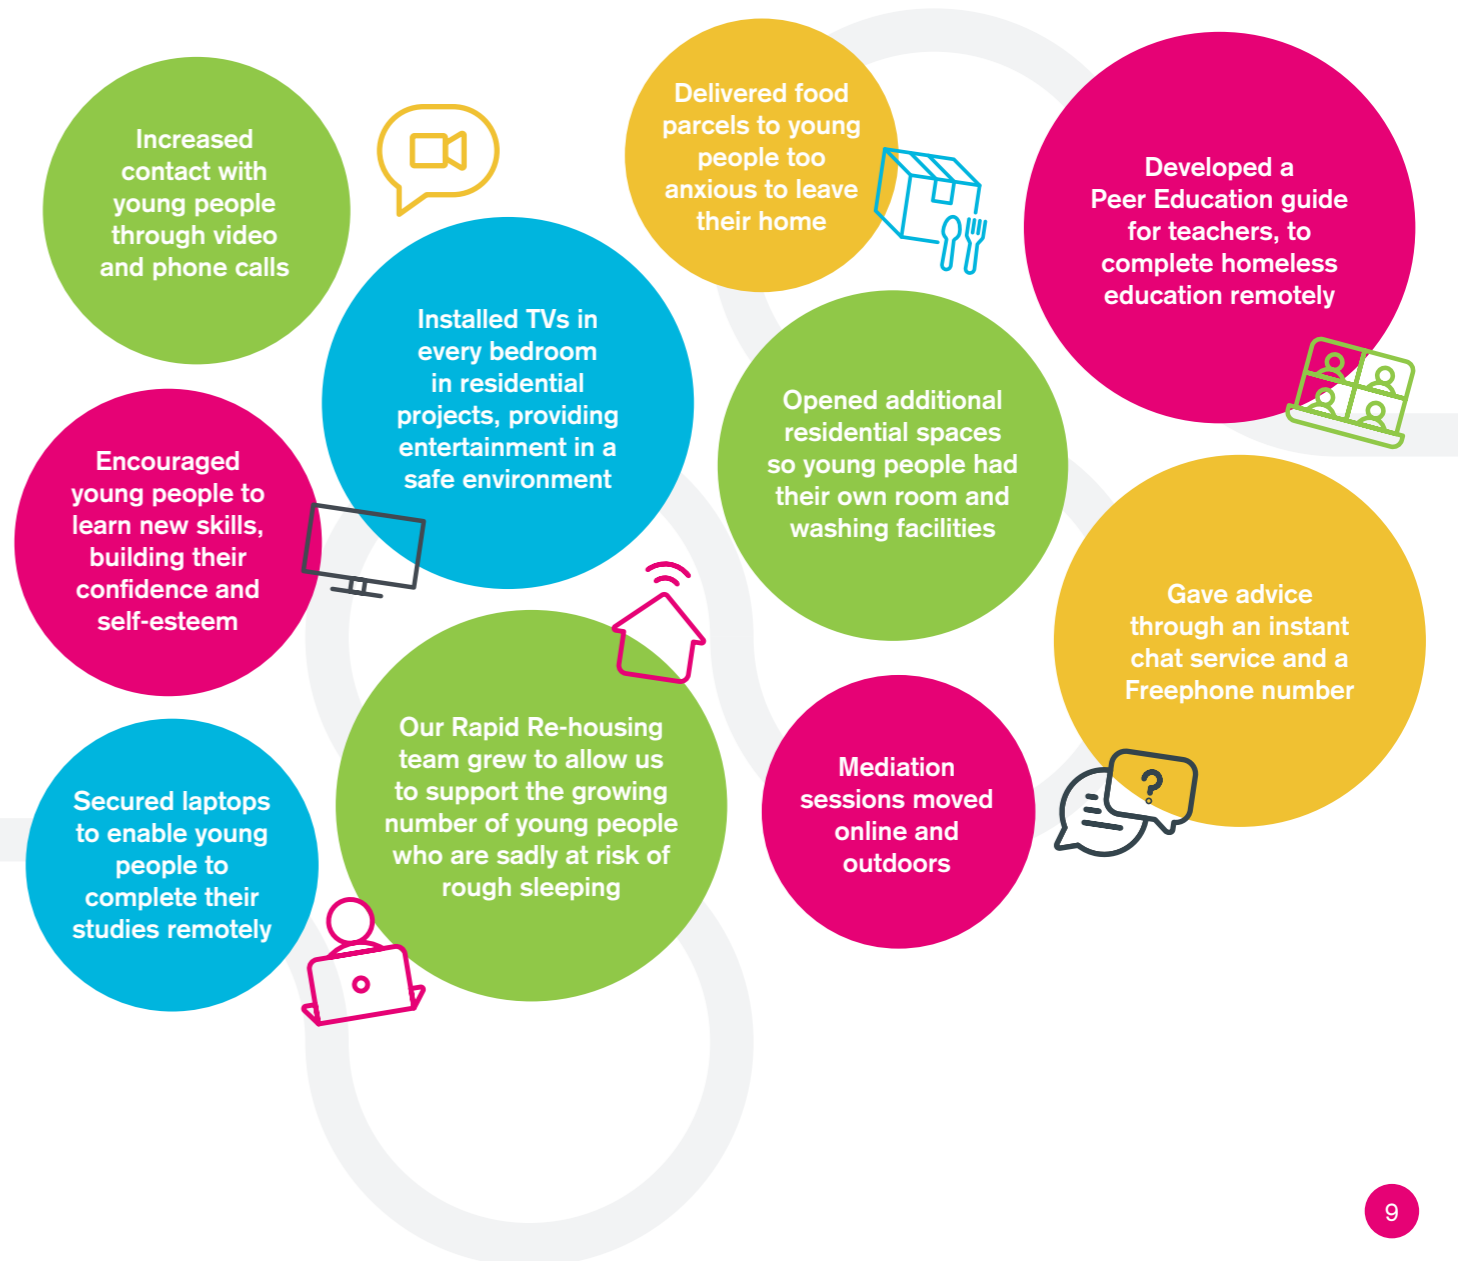 Increased
contact with
young people
through video
and phone calls
Delivered food
parcels to young
people too
anxious to leave
their home
Developed a
Peer Education guide
for teachers, to
complete homeless
education remotely
Installed TVs in
every bedroom
in residential
projects, providing
entertainment in a
safe environment
Opened additional
residential spaces
so young people had
their own room and
washing facilities
Encouraged
young people to
learn new skills,
building their
confidence and
self-esteem
Gave advice
through an instant
chat service and a
Freephone number
Our Rapid Re-housing
team grew to allow us
to support the growing
number of young people
who are sadly at risk of
rough sleeping
Mediation
sessions moved
online and
outdoors
Secured laptops
to enable young
people to
complete their
studies remotely
?
9